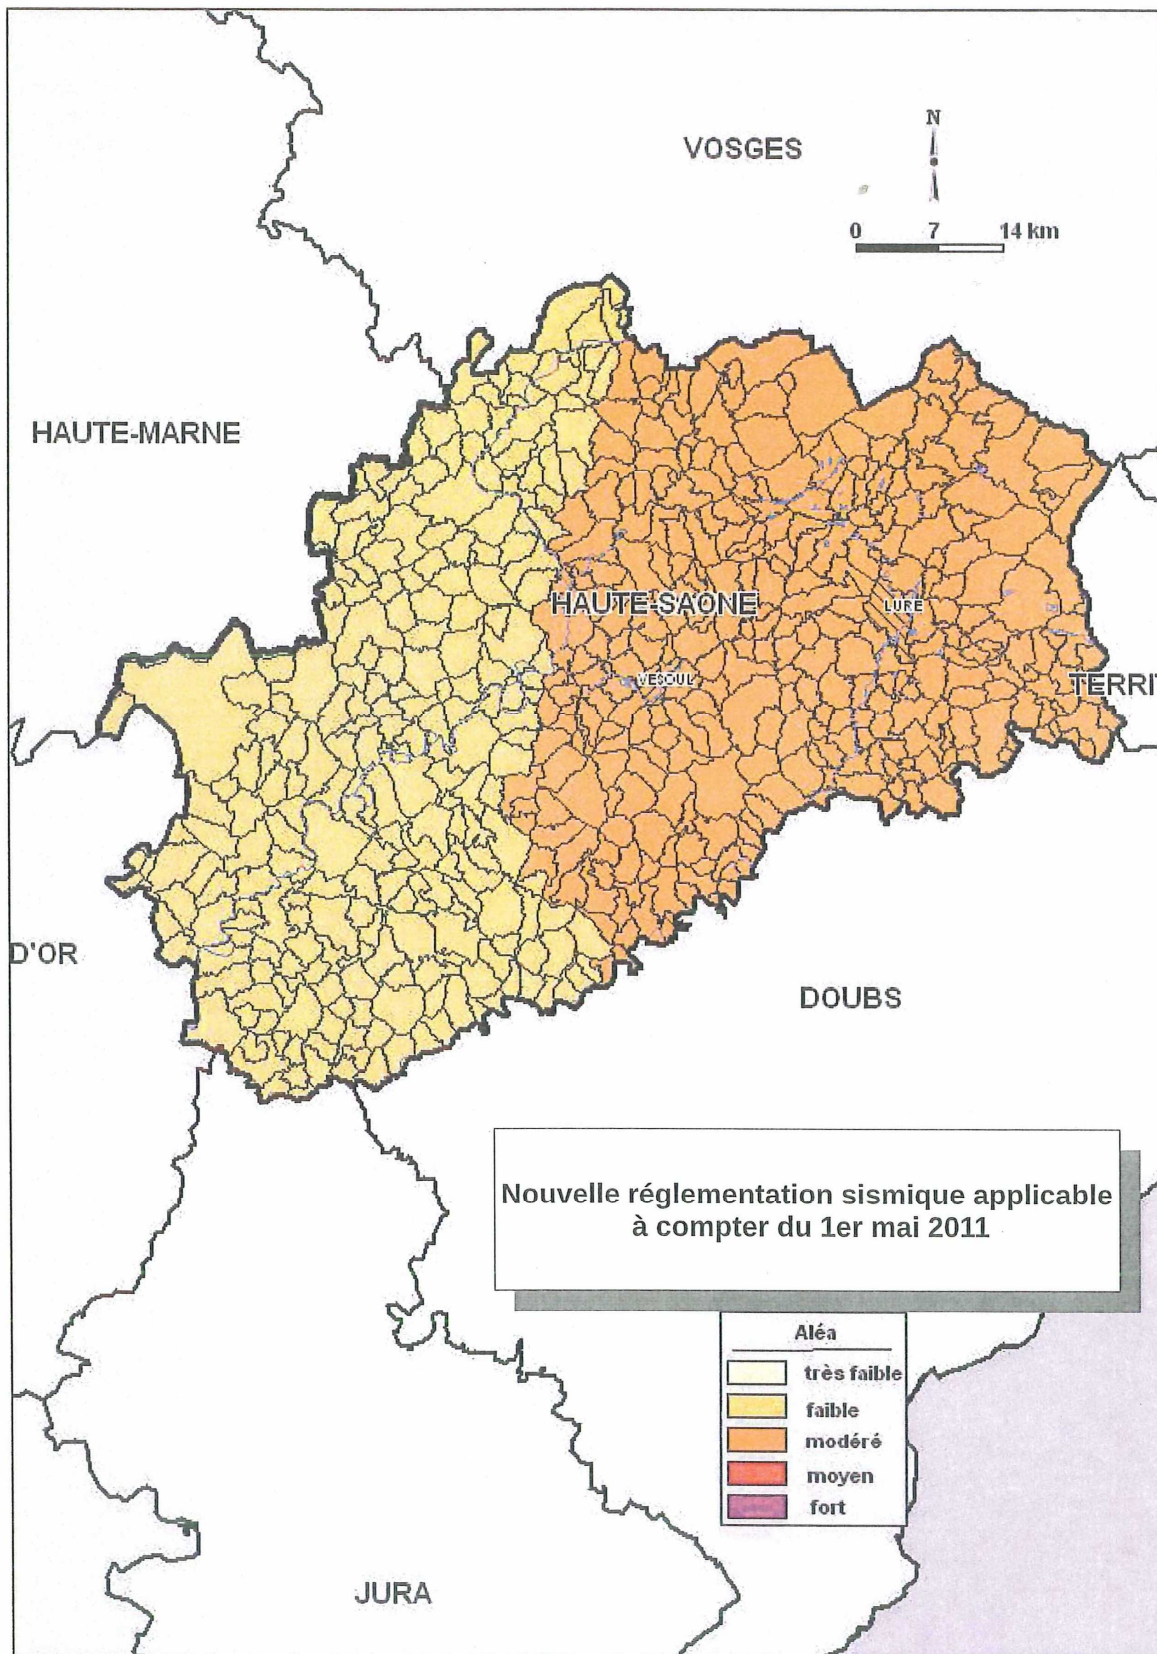 VOSGES
N
0 7 14 km
HAUTE-MARNE
HAUTE-SAONE
LURE
VESOUL
TERRIT
D'OR
DOUBS
Nouvelle réglementation sismique applicable
à compter du 1er mai 2011
Aléa
très faible
faible
modéré
moyen
fort
JURA